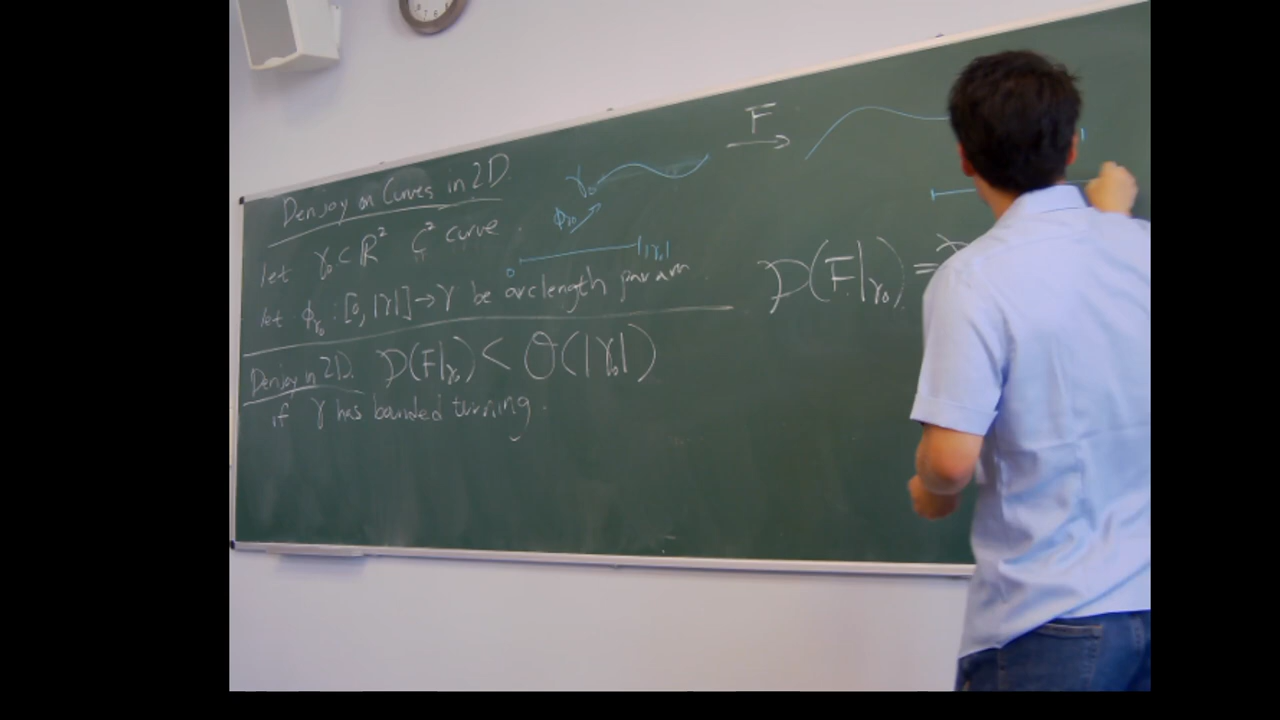 Denjoy on Curves in 2D.
let γ₀ ⊂ ℝ² C² curve.
let ϕ_γ₀ : [0, |γ|] → γ be arclength param.
Denjoy in 2D. D(F|γ₀) < O(|γ₀|)
if γ has bounded turning.
γ₀
ϕ_γ₀
0 |γ₀|
F
D(F|γ₀) =